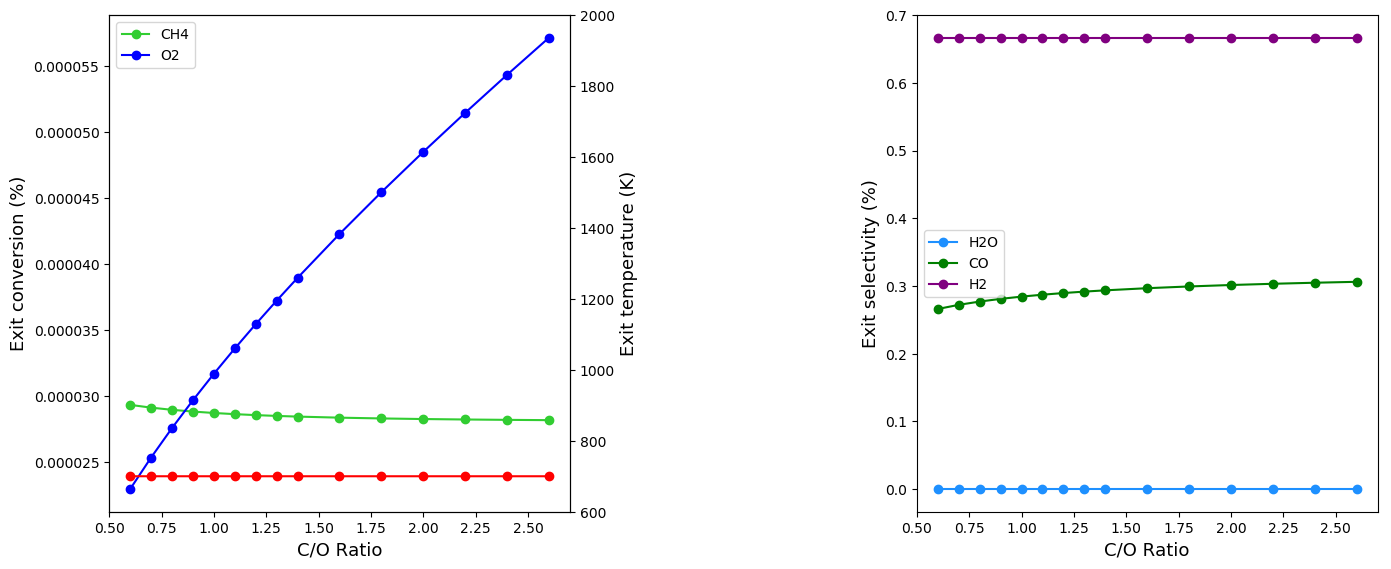 CH4
O2
0.000055
0.000050
0.000045
0.000040
0.000035
0.000030
0.000025
Exit conversion (%)
0.50 0.75 1.00 1.25 1.50 1.75 2.00 2.25 2.50
C/O Ratio
2000
1800
1600
1400
1200
1000
800
600
Exit temperature (K)
0.7
0.6
0.5
0.4
0.3
0.2
0.1
0.0
Exit selectivity (%)
H2O
CO
H2
0.50 0.75 1.00 1.25 1.50 1.75 2.00 2.25 2.50
C/O Ratio